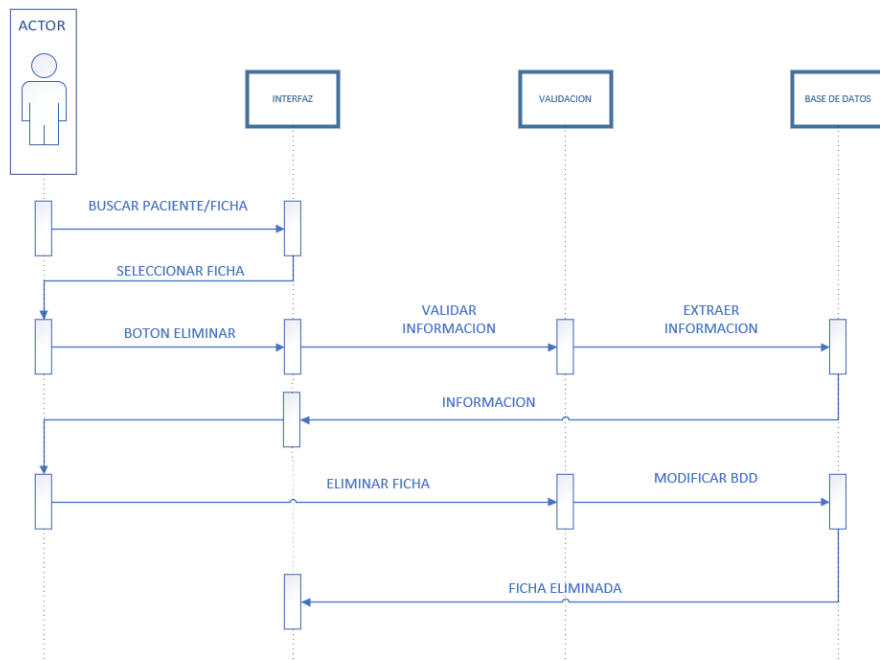 ACTOR
INTERFAZ
VALIDACION
BASE DE DATOS
BUSCAR PACIENTE/FICHA
SELECCIONAR FICHA
BOTON ELIMINAR
VALIDAR
INFORMACION
EXTRAER
INFORMACION
INFORMACION
ELIMINAR FICHA
MODIFICAR BDD
FICHA ELIMINADA